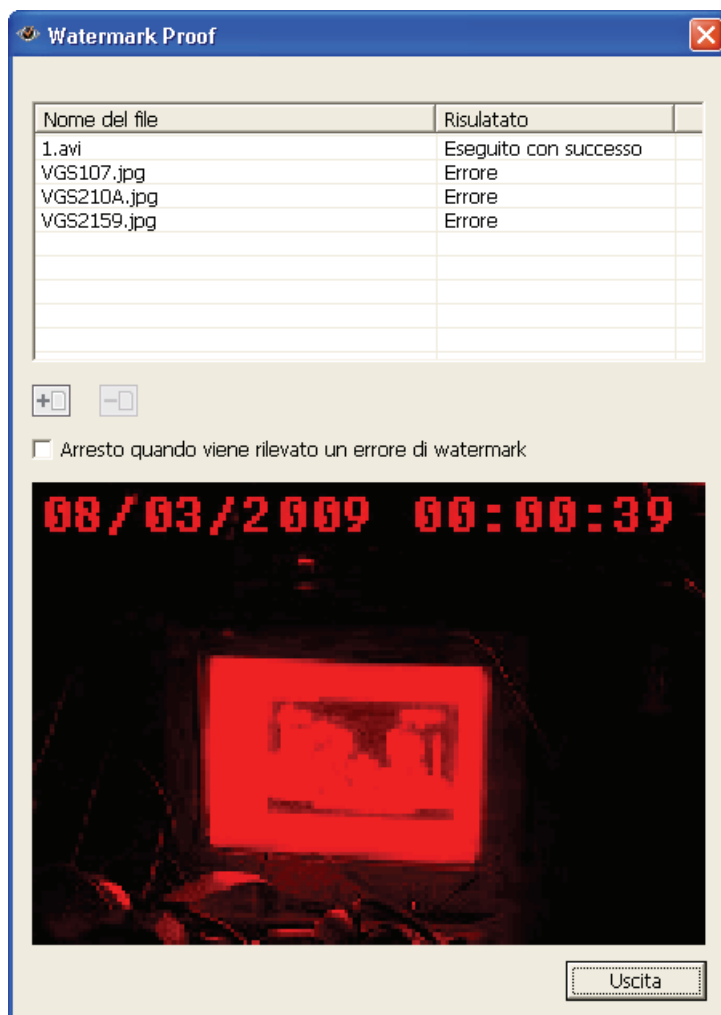 Watermark Proof
Nome del file Risulatato
1.avi Eseguito con successo
VGS107.jpg Errore
VGS210A.jpg Errore
VGS2159.jpg Errore
Arresto quando viene rilevato un errore di watermark
08/03/2009 00:00:39
Uscita